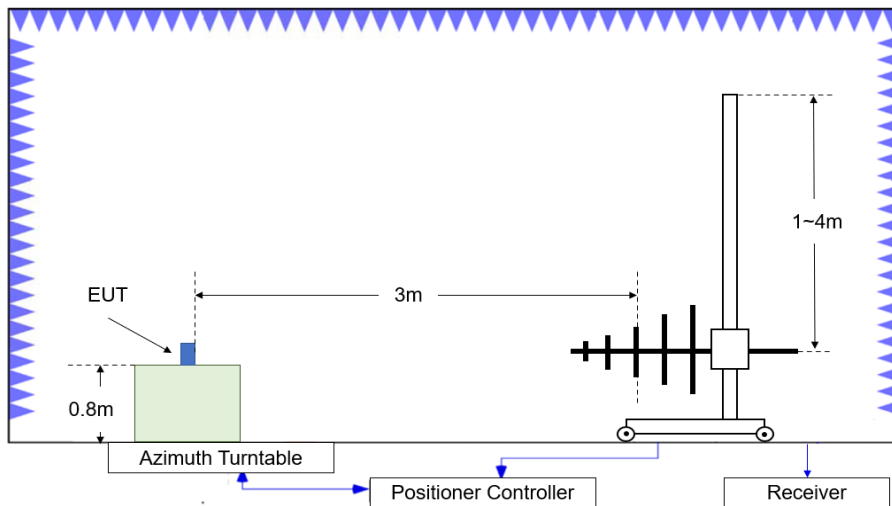 1~4m
3m
EUT
0.8m
Azimuth Turntable
Positioner Controller
Receiver